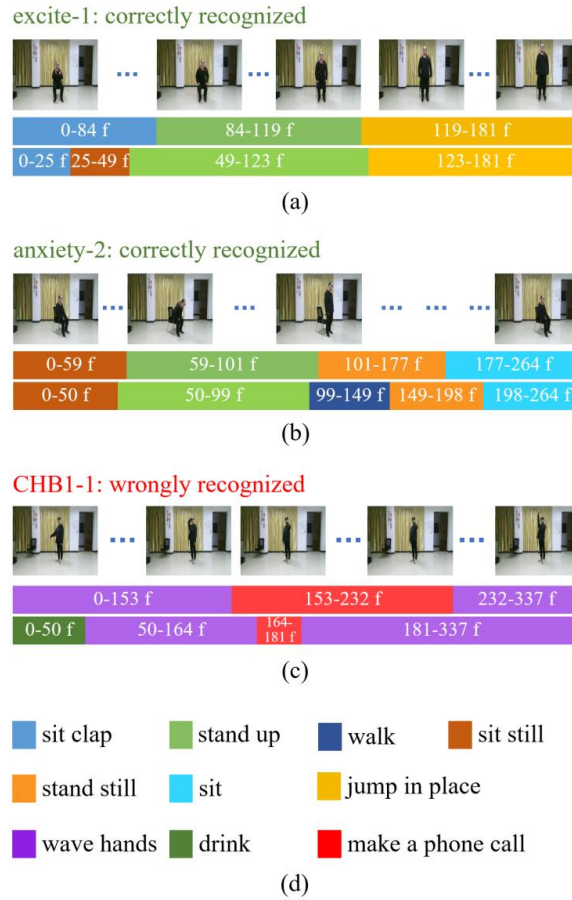 excite-1: correctly recognized
0-84 f 84-119 f 119-181 f
0-25 f 25-49 f 49-123 f 123-181 f
(a)
anxiety-2: correctly recognized
0-59 f 59-101 f 101-177 f 177-264 f
0-50 f 50-99 f 99-149 f 149-198 f 198-264 f
(b)
CHB1-1: wrongly recognized
0-153 f 153-232 f 232-337 f
0-50 f 50-164 f 164-181 f 181-337 f
(c)
sit clap stand up walk sit still
stand still sit jump in place
wave hands drink make a phone call
(d)